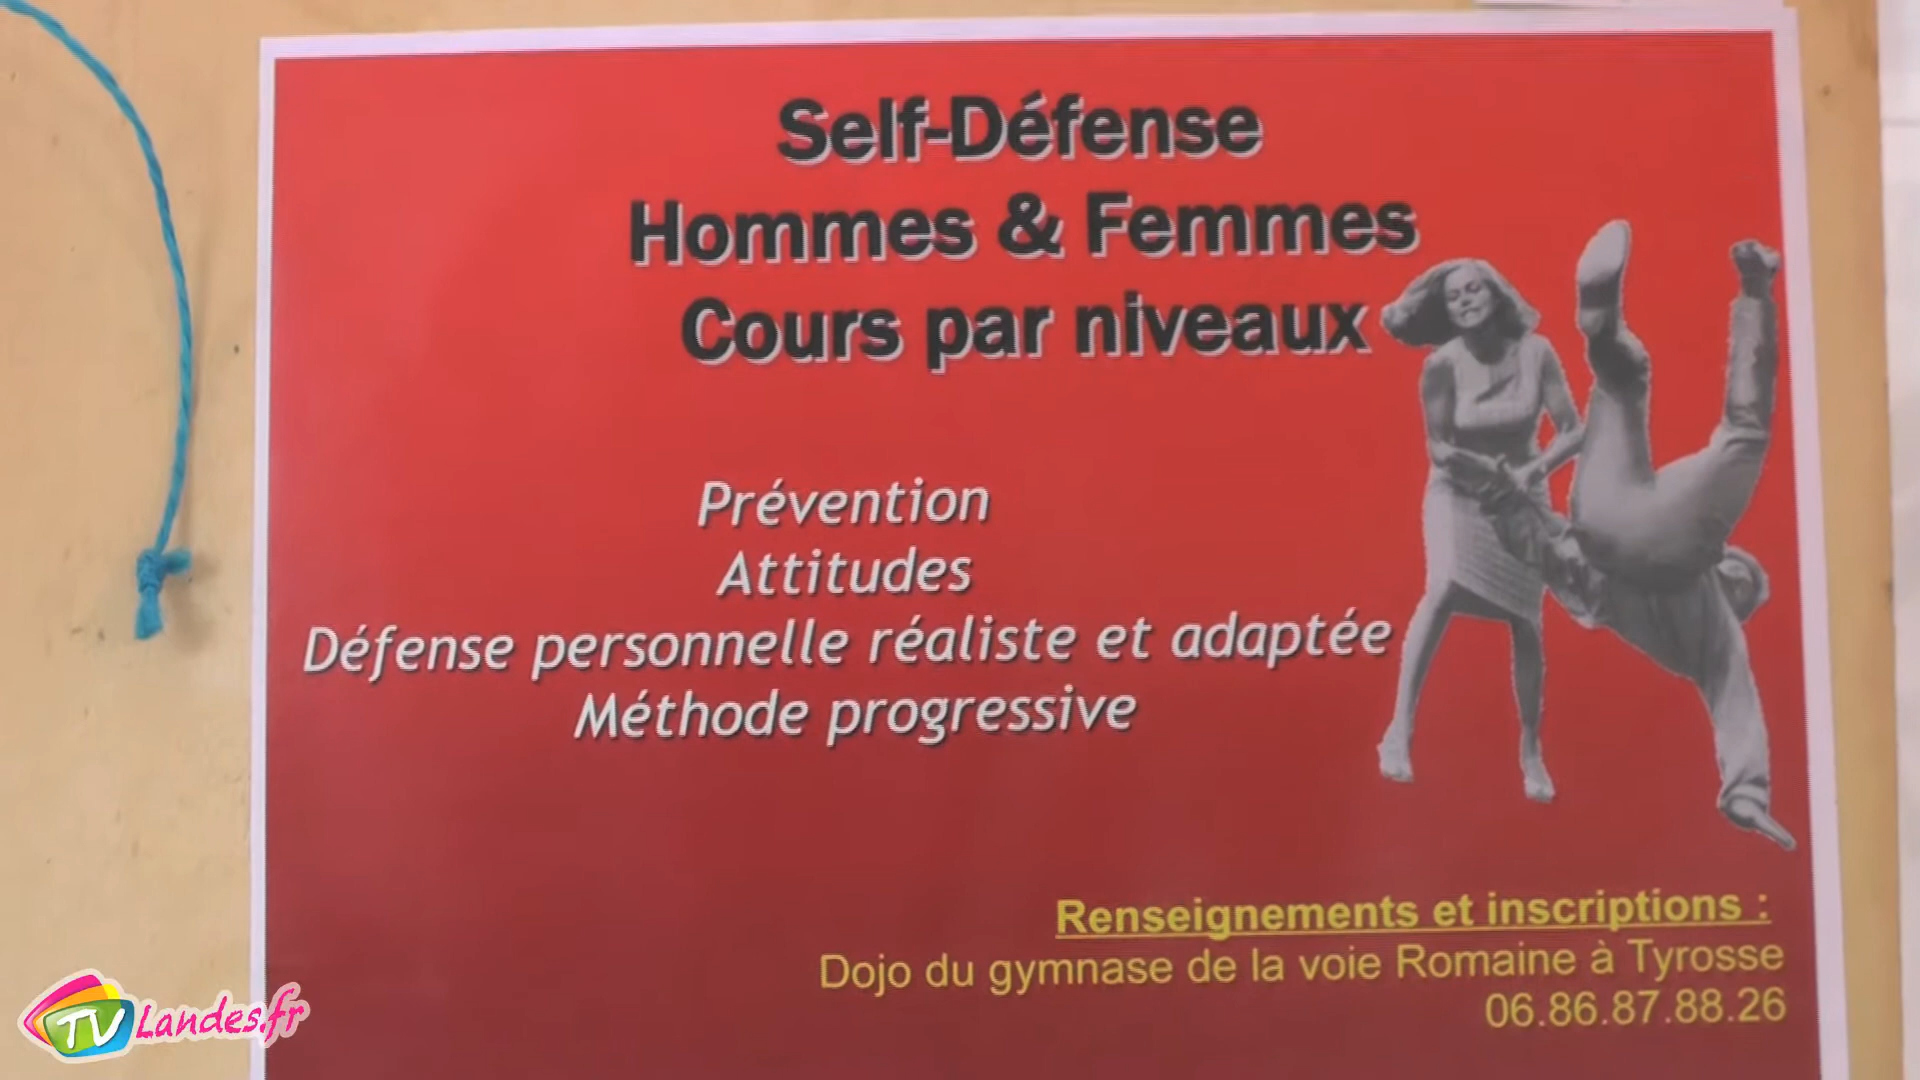 Self-Défense
Hommes & Femmes
Cours par niveaux
Prévention
Attitudes
Défense personnelle réaliste et adaptée
Méthode progressive
Renseignements et inscriptions :
Dojo du gymnase de la voie Romaine à Tyrosse
06.86.87.88.26
TV Landes.fr